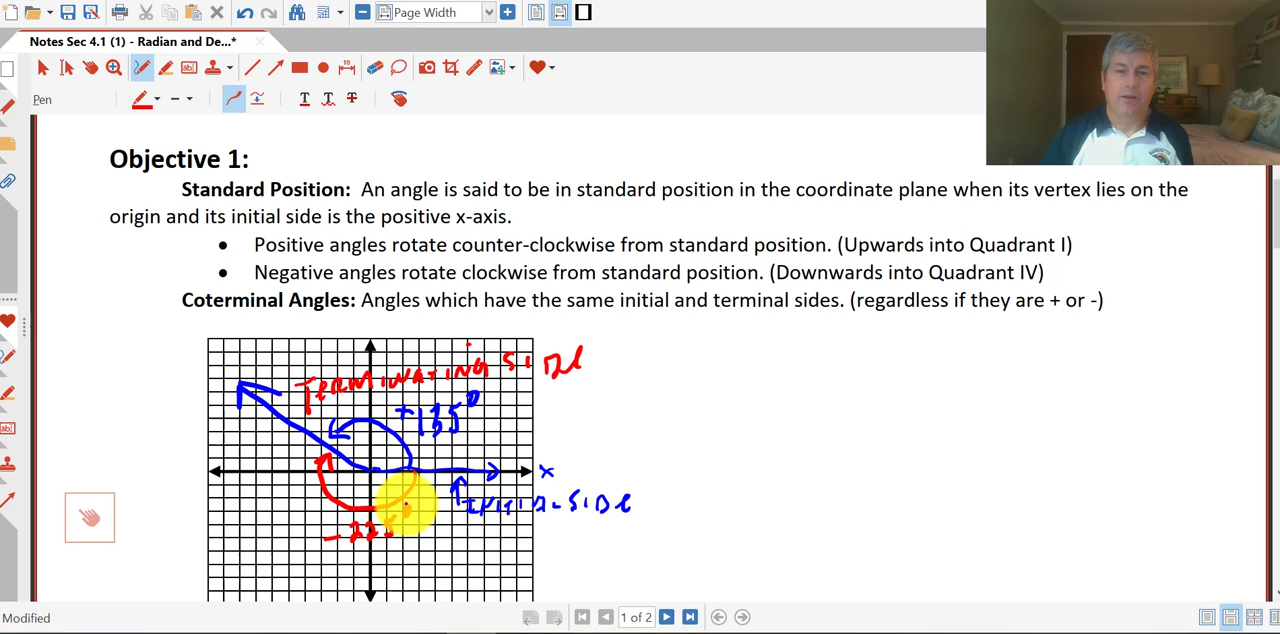 Page Width
Notes Sec 4.1 (1) - Radian and De...*
Pen
Objective 1:
Standard Position: An angle is said to be in standard position in the coordinate plane when its vertex lies on the
origin and its initial side is the positive x-axis.
• Positive angles rotate counter-clockwise from standard position. (Upwards into Quadrant I)
• Negative angles rotate clockwise from standard position. (Downwards into Quadrant IV)
Coterminal Angles: Angles which have the same initial and terminal sides. (regardless if they are + or -)
TERMINATING SIDE
+135°
x
INITIAL SIDE
-225°
Modified
1 of 2